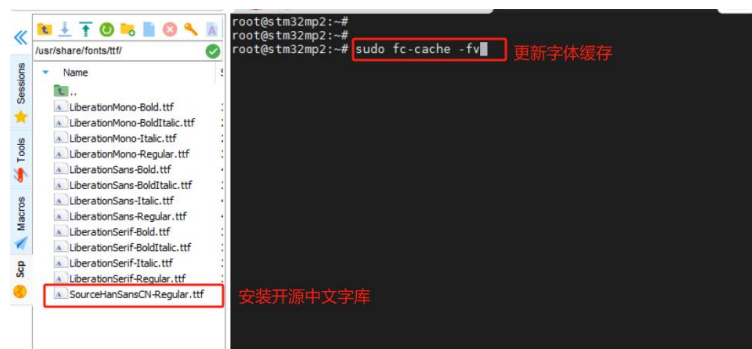 /usr/share/fonts/ttf/
Name
..
LiberationMono-Bold.ttf
LiberationMono-BoldItalic.ttf
LiberationMono-Italic.ttf
LiberationMono-Regular.ttf
LiberationSans-Bold.ttf
LiberationSans-BoldItalic.ttf
LiberationSans-Italic.ttf
LiberationSans-Regular.ttf
LiberationSerif-Bold.ttf
LiberationSerif-BoldItalic.ttf
LiberationSerif-Italic.ttf
LiberationSerif-Regular.ttf
SourceHanSansCN-Regular.ttf
Sessions
Tools
Macros
Scp
root@stm32mp2:~#
root@stm32mp2:~#
root@stm32mp2:~# sudo fc-cache -fv
更新字体缓存
安装开源中文字库